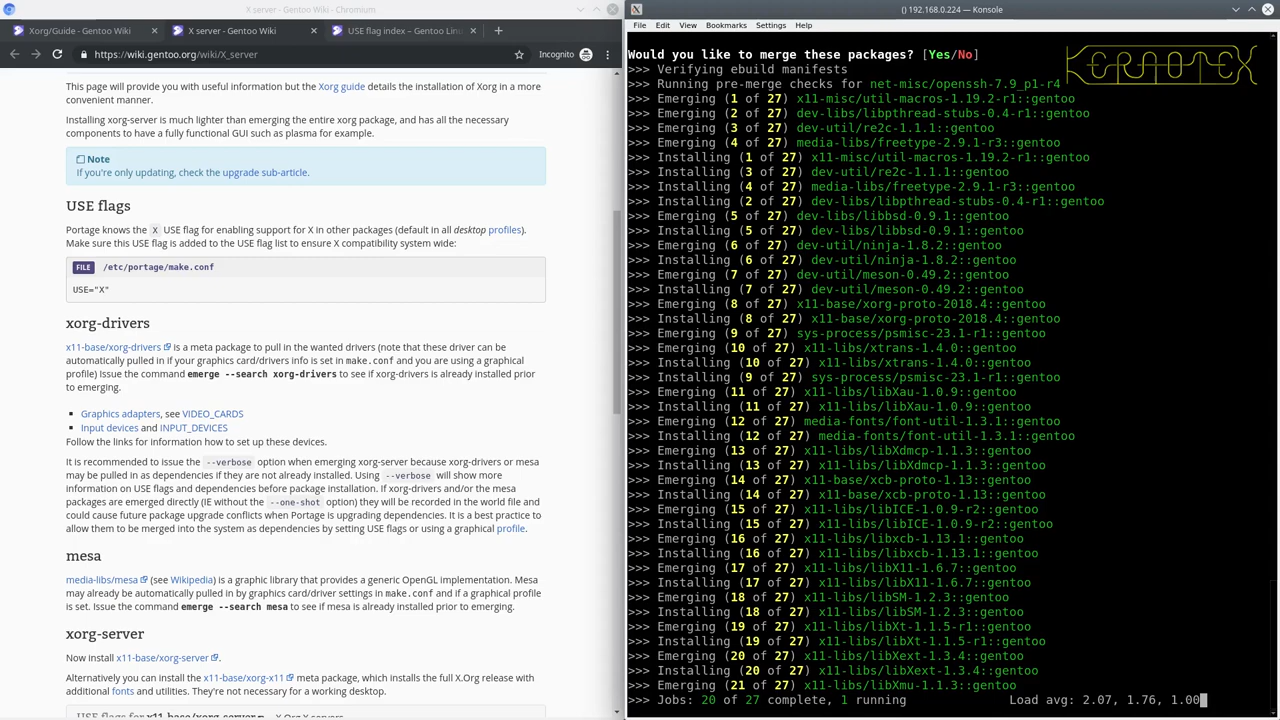 X server - Gentoo Wiki - Chromium
Xorg/Guide - Gentoo Wiki
X server - Gentoo Wiki
USE flag index – Gentoo Linu
https://wiki.gentoo.org/wiki/X_server
Incognito
This page will provide you with useful information but the Xorg guide details the installation of Xorg in a more
convenient manner.
Installing xorg-server is much lighter than emerging the entire xorg package, and has all the necessary
components to have a fully functional GUI such as plasma for example.
Note
If you're only updating, check the upgrade sub-article.
USE flags
Portage knows the X USE flag for enabling support for X in other packages (default in all desktop profiles).
Make sure this USE flag is added to the USE flag list to ensure X compatibility system wide:
FILE /etc/portage/make.conf
USE="X"
xorg-drivers
x11-base/xorg-drivers is a meta package to pull in the wanted drivers (note that these driver can be
automatically pulled in if your graphics card/drivers info is set in make.conf and you are using a graphical
profile) Issue the command emerge --search xorg-drivers to see if xorg-drivers is already installed prior
to emerging.
Graphics adapters, see VIDEO_CARDS
Input devices and INPUT_DEVICES
Follow the links for information how to set up these devices.
It is recommended to issue the --verbose option when emerging xorg-server because xorg-drivers or mesa
may be pulled in as dependencies if they are not already installed. Using --verbose will show more
information on USE flags and dependencies before package installation. If xorg-drivers and/or the mesa
packages are emerged directly (IE without the --one-shot option) they will be recorded in the world file and
could cause future package upgrade conflicts when Portage is upgrading dependencies. It is a best practice to
allow them to be merged into the system as dependencies by setting USE flags or using a graphical profile.
mesa
media-libs/mesa (see Wikipedia) is a graphic library that provides a generic OpenGL implementation. Mesa
may already be automatically pulled in by graphics card/driver settings in make.conf and if a graphical profile
is set. Issue the command emerge --search mesa to see if mesa is already installed prior to emerging.
xorg-server
Now install x11-base/xorg-server.
Alternatively you can install the x11-base/xorg-x11 meta package, which installs the full X.Org release with
additional fonts and utilities. They're not necessary for a working desktop.
USE flags for x11-base/xorg-server X.Org X servers
() 192.168.0.224 — Konsole
File Edit View Bookmarks Settings Help
Would you like to merge these packages? [Yes/No]
>>> Verifying ebuild manifests
>>> Running pre-merge checks for net-misc/openssh-7.9_p1-r4
>>> Emerging (1 of 27) x11-misc/util-macros-1.19.2-r1::gentoo
>>> Emerging (2 of 27) dev-libs/libpthread-stubs-0.4-r1::gentoo
>>> Emerging (3 of 27) dev-util/re2c-1.1.1::gentoo
>>> Emerging (4 of 27) media-libs/freetype-2.9.1-r3::gentoo
>>> Installing (1 of 27) x11-misc/util-macros-1.19.2-r1::gentoo
>>> Installing (3 of 27) dev-util/re2c-1.1.1::gentoo
>>> Installing (4 of 27) media-libs/freetype-2.9.1-r3::gentoo
>>> Installing (2 of 27) dev-libs/libpthread-stubs-0.4-r1::gentoo
>>> Emerging (5 of 27) dev-libs/libbsd-0.9.1::gentoo
>>> Installing (5 of 27) dev-libs/libbsd-0.9.1::gentoo
>>> Emerging (6 of 27) dev-util/ninja-1.8.2::gentoo
>>> Installing (6 of 27) dev-util/ninja-1.8.2::gentoo
>>> Emerging (7 of 27) dev-util/meson-0.49.2::gentoo
>>> Installing (7 of 27) dev-util/meson-0.49.2::gentoo
>>> Emerging (8 of 27) x11-base/xorg-proto-2018.4::gentoo
>>> Installing (8 of 27) x11-base/xorg-proto-2018.4::gentoo
>>> Emerging (9 of 27) sys-process/psmisc-23.1-r1::gentoo
>>> Emerging (10 of 27) x11-libs/xtrans-1.4.0::gentoo
>>> Installing (10 of 27) x11-libs/xtrans-1.4.0::gentoo
>>> Installing (9 of 27) sys-process/psmisc-23.1-r1::gentoo
>>> Emerging (11 of 27) x11-libs/libXau-1.0.9::gentoo
>>> Installing (11 of 27) x11-libs/libXau-1.0.9::gentoo
>>> Emerging (12 of 27) media-fonts/font-util-1.3.1::gentoo
>>> Installing (12 of 27) media-fonts/font-util-1.3.1::gentoo
>>> Emerging (13 of 27) x11-libs/libXdmcp-1.1.3::gentoo
>>> Installing (13 of 27) x11-libs/libXdmcp-1.1.3::gentoo
>>> Emerging (14 of 27) x11-base/xcb-proto-1.13::gentoo
>>> Installing (14 of 27) x11-base/xcb-proto-1.13::gentoo
>>> Emerging (15 of 27) x11-libs/libICE-1.0.9-r2::gentoo
>>> Installing (15 of 27) x11-libs/libICE-1.0.9-r2::gentoo
>>> Emerging (16 of 27) x11-libs/libxcb-1.13.1::gentoo
>>> Installing (16 of 27) x11-libs/libxcb-1.13.1::gentoo
>>> Emerging (17 of 27) x11-libs/libX11-1.6.7::gentoo
>>> Installing (17 of 27) x11-libs/libX11-1.6.7::gentoo
>>> Emerging (18 of 27) x11-libs/libSM-1.2.3::gentoo
>>> Installing (18 of 27) x11-libs/libSM-1.2.3::gentoo
>>> Emerging (19 of 27) x11-libs/libXt-1.1.5-r1::gentoo
>>> Installing (19 of 27) x11-libs/libXt-1.1.5-r1::gentoo
>>> Emerging (20 of 27) x11-libs/libXext-1.3.4::gentoo
>>> Installing (20 of 27) x11-libs/libXext-1.3.4::gentoo
>>> Emerging (21 of 27) x11-libs/libXmu-1.1.3::gentoo
>>> Jobs: 20 of 27 complete, 1 running Load avg: 2.07, 1.76, 1.00